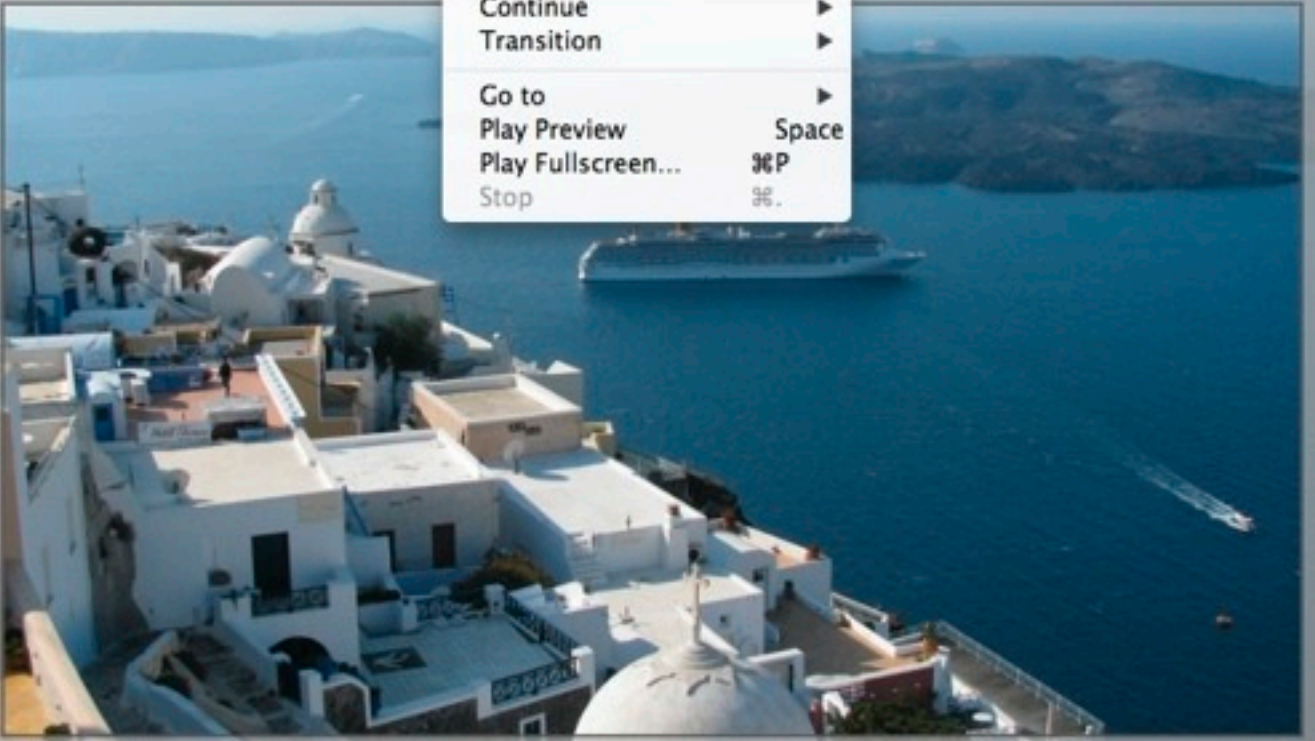 Continue
Transition
Go to
Play Preview Space
Play Fullscreen... ⌘P
Stop ⌘.